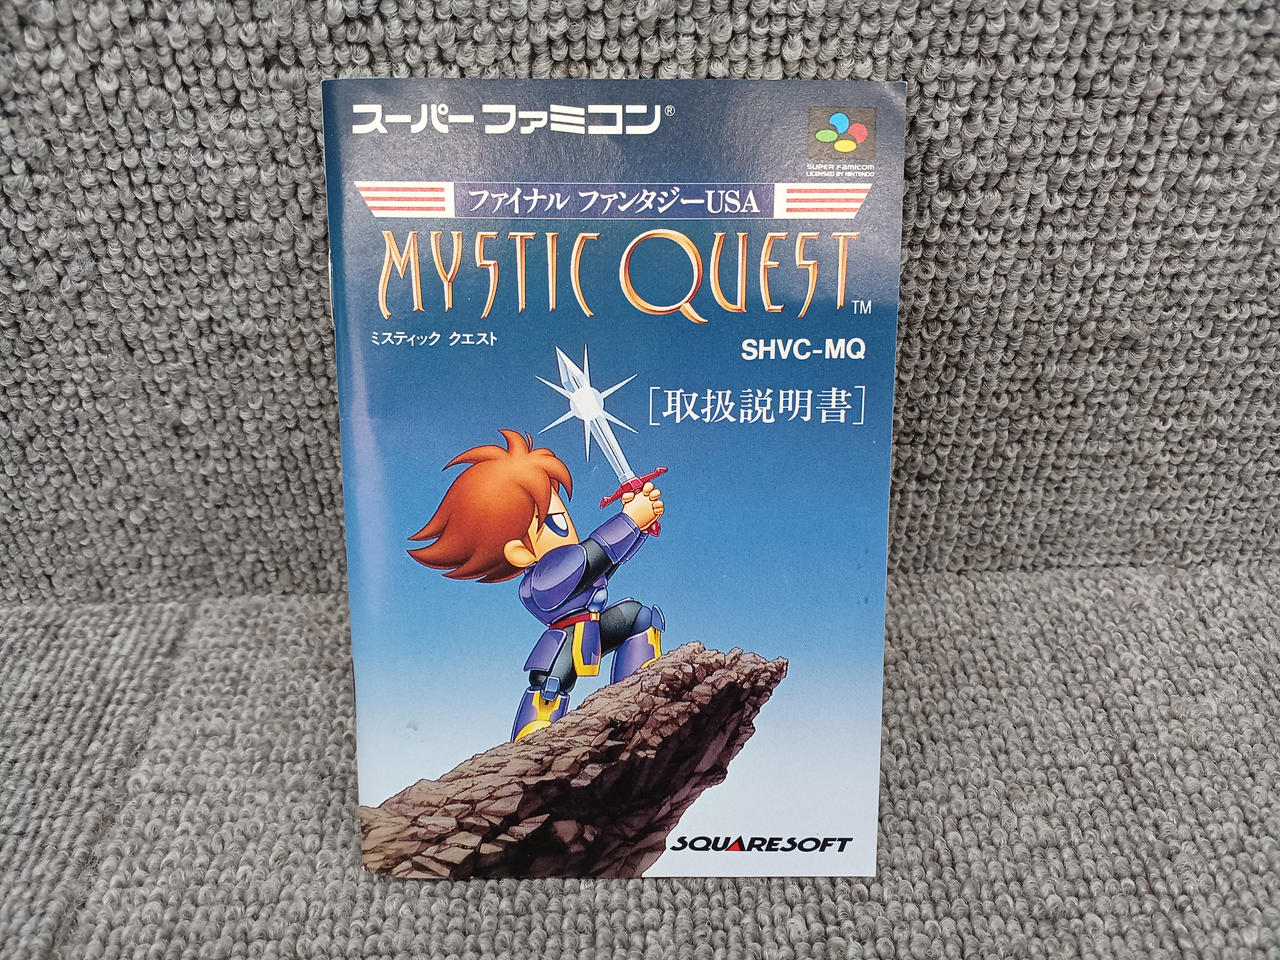 スーパーファミコン®
SUPER FAMICOM
LICENSED BY NINTENDO
ファイナル ファンタジーUSA
MYSTIC QUEST™
ミスティック クエスト
SHVC-MQ
[取扱説明書]
SQUARESOFT